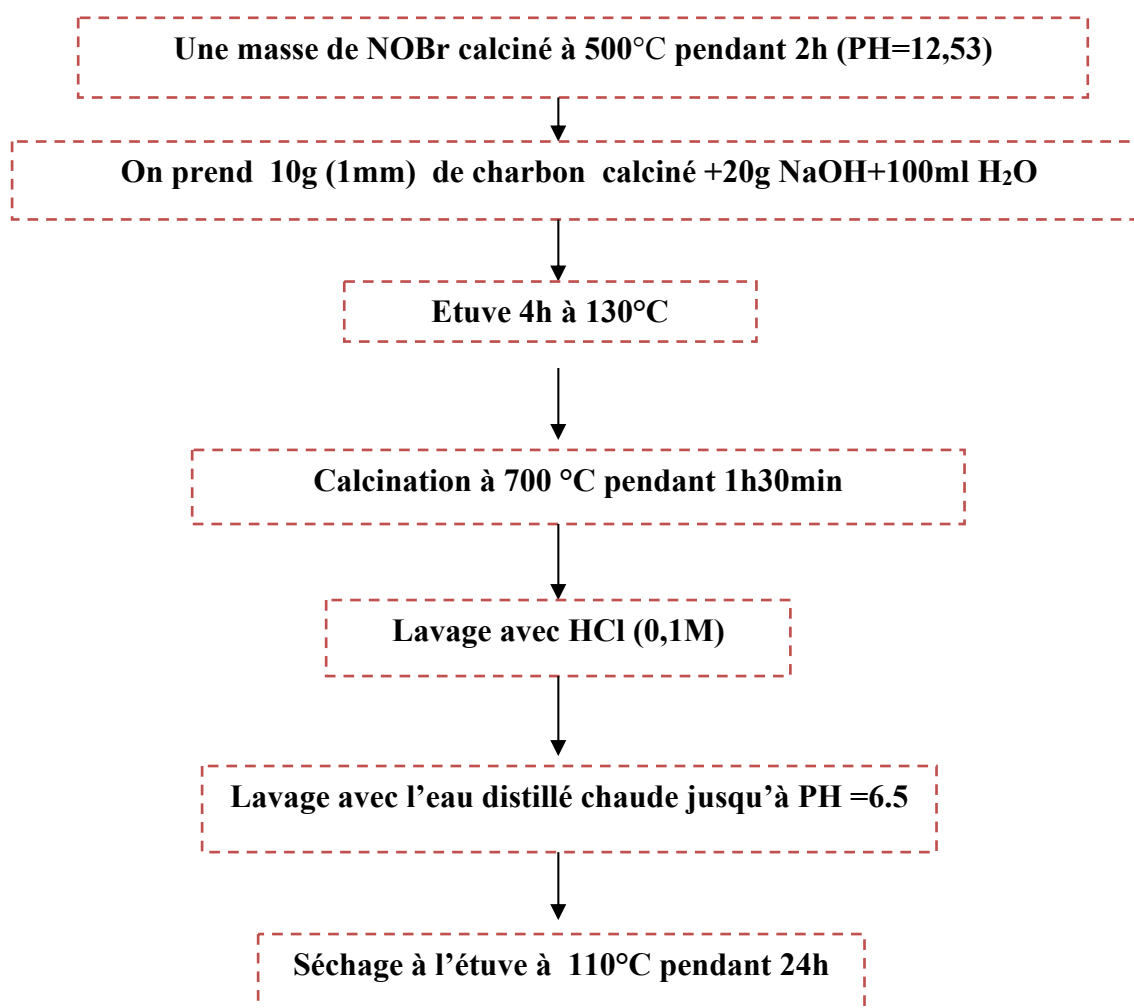 Une masse de NOBr calciné à 500°C pendant 2h (PH=12,53)
On prend 10g (1mm) de charbon calciné +20g NaOH+100ml H₂O
Etuve 4h à 130°C
Calcination à 700 °C pendant 1h30min
Lavage avec HCl (0,1M)
Lavage avec l’eau distillé chaude jusqu’à PH =6.5
Séchage à l’étuve à 110°C pendant 24h